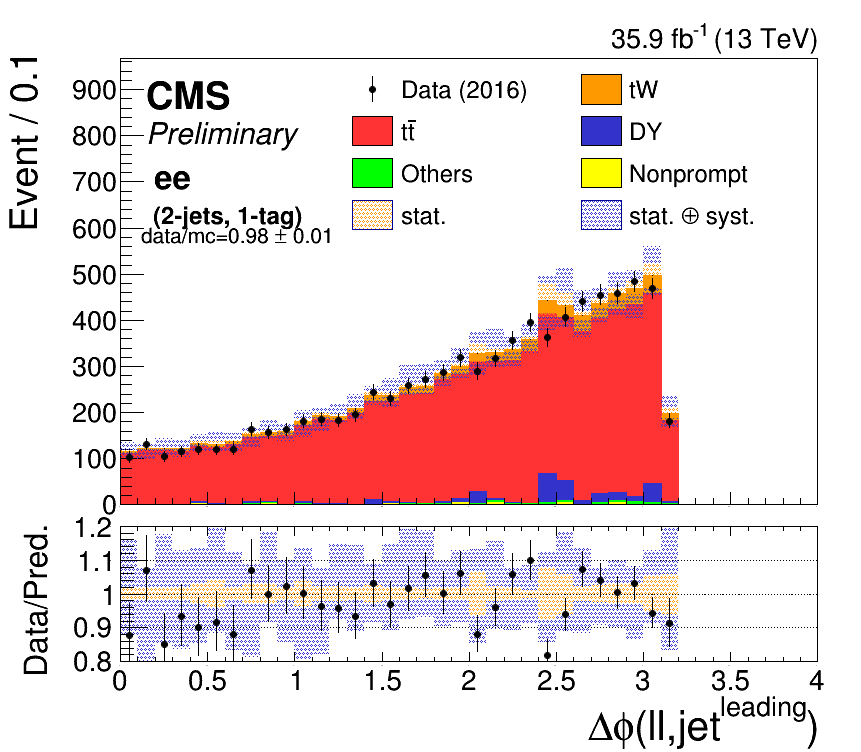 35.9 fb⁻¹ (13 TeV)
Event / 0.1
900
800
700
600
500
400
300
200
100
0
CMS
Preliminary
ee
(2-jets, 1-tag)
data/mc=0.98 ± 0.01
Data (2016)
tW
tt̄
DY
Others
Nonprompt
stat.
stat. ⊕ syst.
Data/Pred.
1.2
1.1
1
0.9
0.8
0 0.5 1 1.5 2 2.5 3 3.5 4
Δϕ(ll,jet^leading)